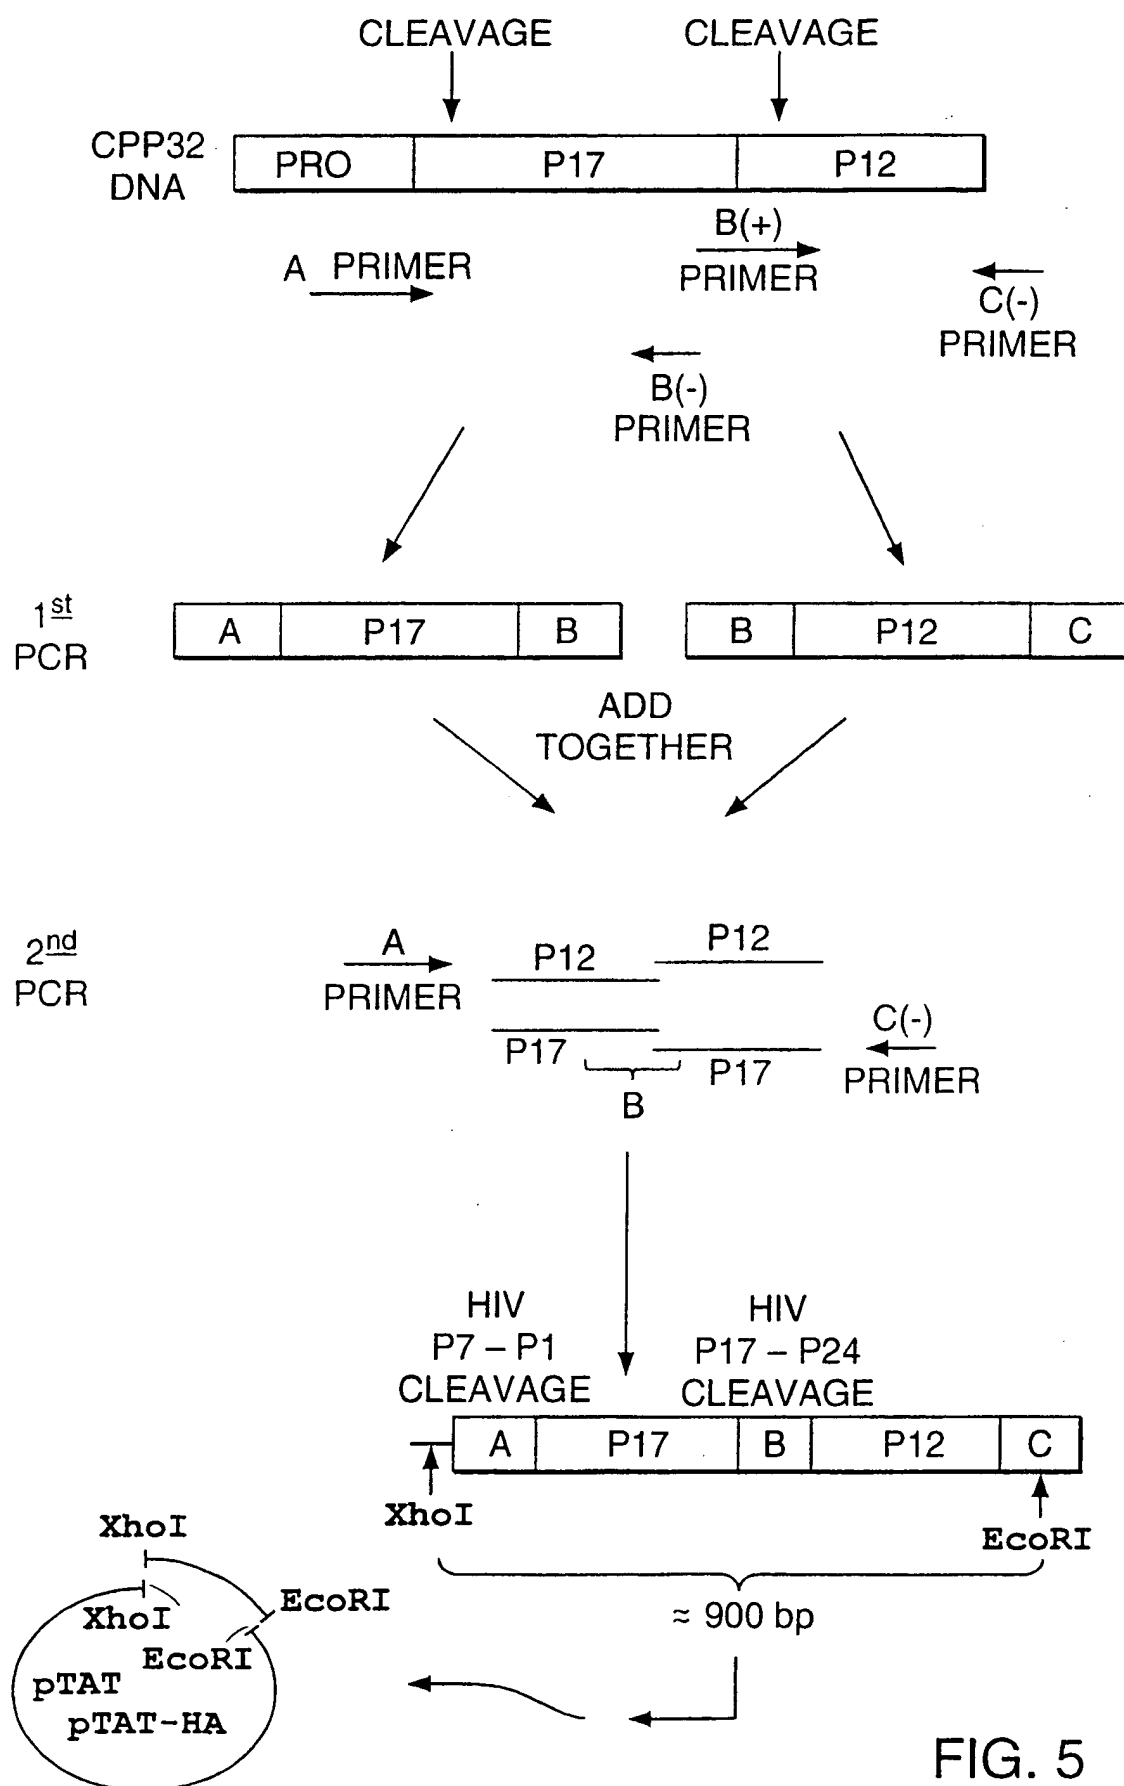 CLEAVAGE CLEAVAGE
CPP32
DNA
PRO P17 P12
A PRIMER
B(+)
PRIMER
C(-)
PRIMER
B(-)
PRIMER
1st
PCR
A P17 B B P12 C
ADD
TOGETHER
2nd
PCR
A
PRIMER
P12 P12
P17 P17
B
C(-)
PRIMER
HIV
P7 – P1
CLEAVAGE
HIV
P17 – P24
CLEAVAGE
A P17 B P12 C
XhoI
EcoRI
≈ 900 bp
XhoI
EcoRI
XhoI
EcoRI
pTAT
pTAT-HA
FIG. 5